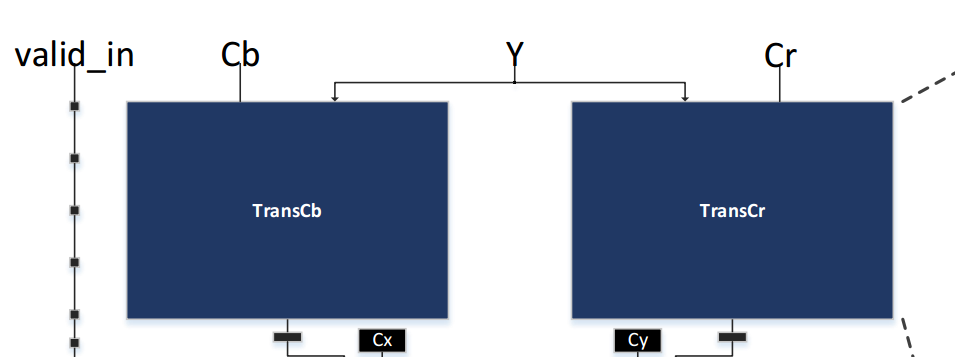 valid_in Cb Y Cr
TransCb TransCr
Cx Cy